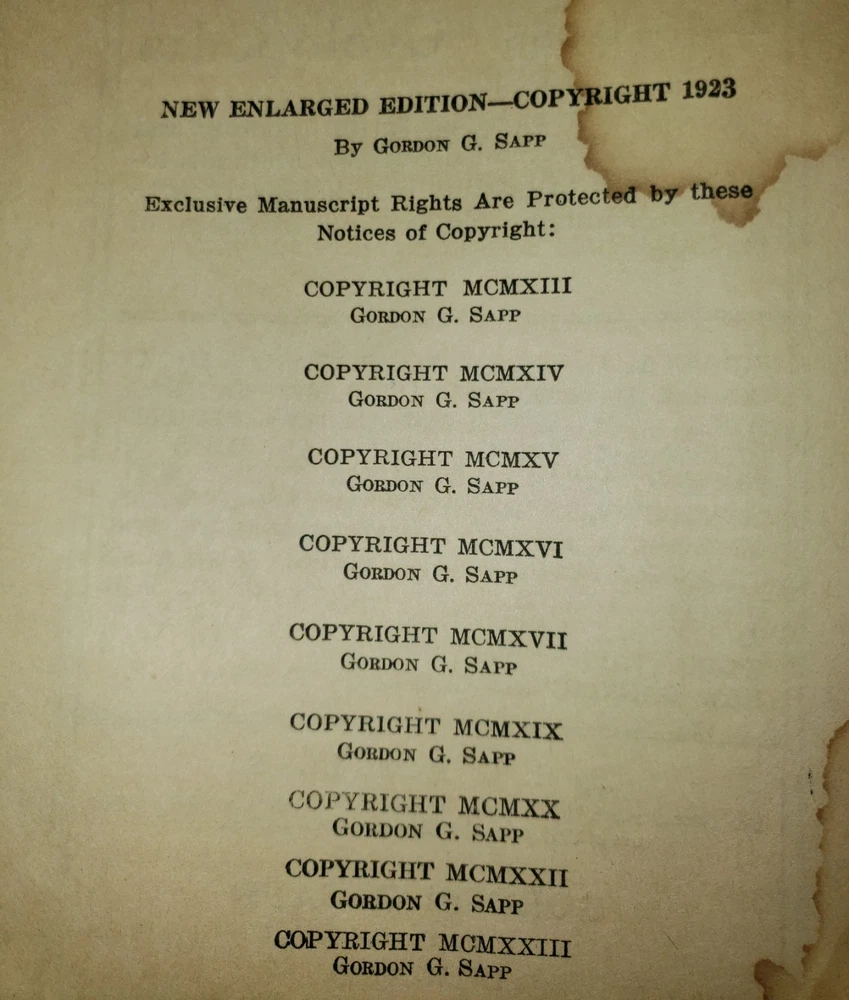 NEW ENLARGED EDITION—COPYRIGHT 1923
By GORDON G. SAPP
Exclusive Manuscript Rights Are Protected by these
Notices of Copyright:
COPYRIGHT MCMXIII
GORDON G. SAPP
COPYRIGHT MCMXIV
GORDON G. SAPP
COPYRIGHT MCMXV
GORDON G. SAPP
COPYRIGHT MCMXVI
GORDON G. SAPP
COPYRIGHT MCMXVII
GORDON G. SAPP
COPYRIGHT MCMXIX
GORDON G. SAPP
COPYRIGHT MCMXX
GORDON G. SAPP
COPYRIGHT MCMXXII
GORDON G. SAPP
COPYRIGHT MCMXXIII
GORDON G. SAPP